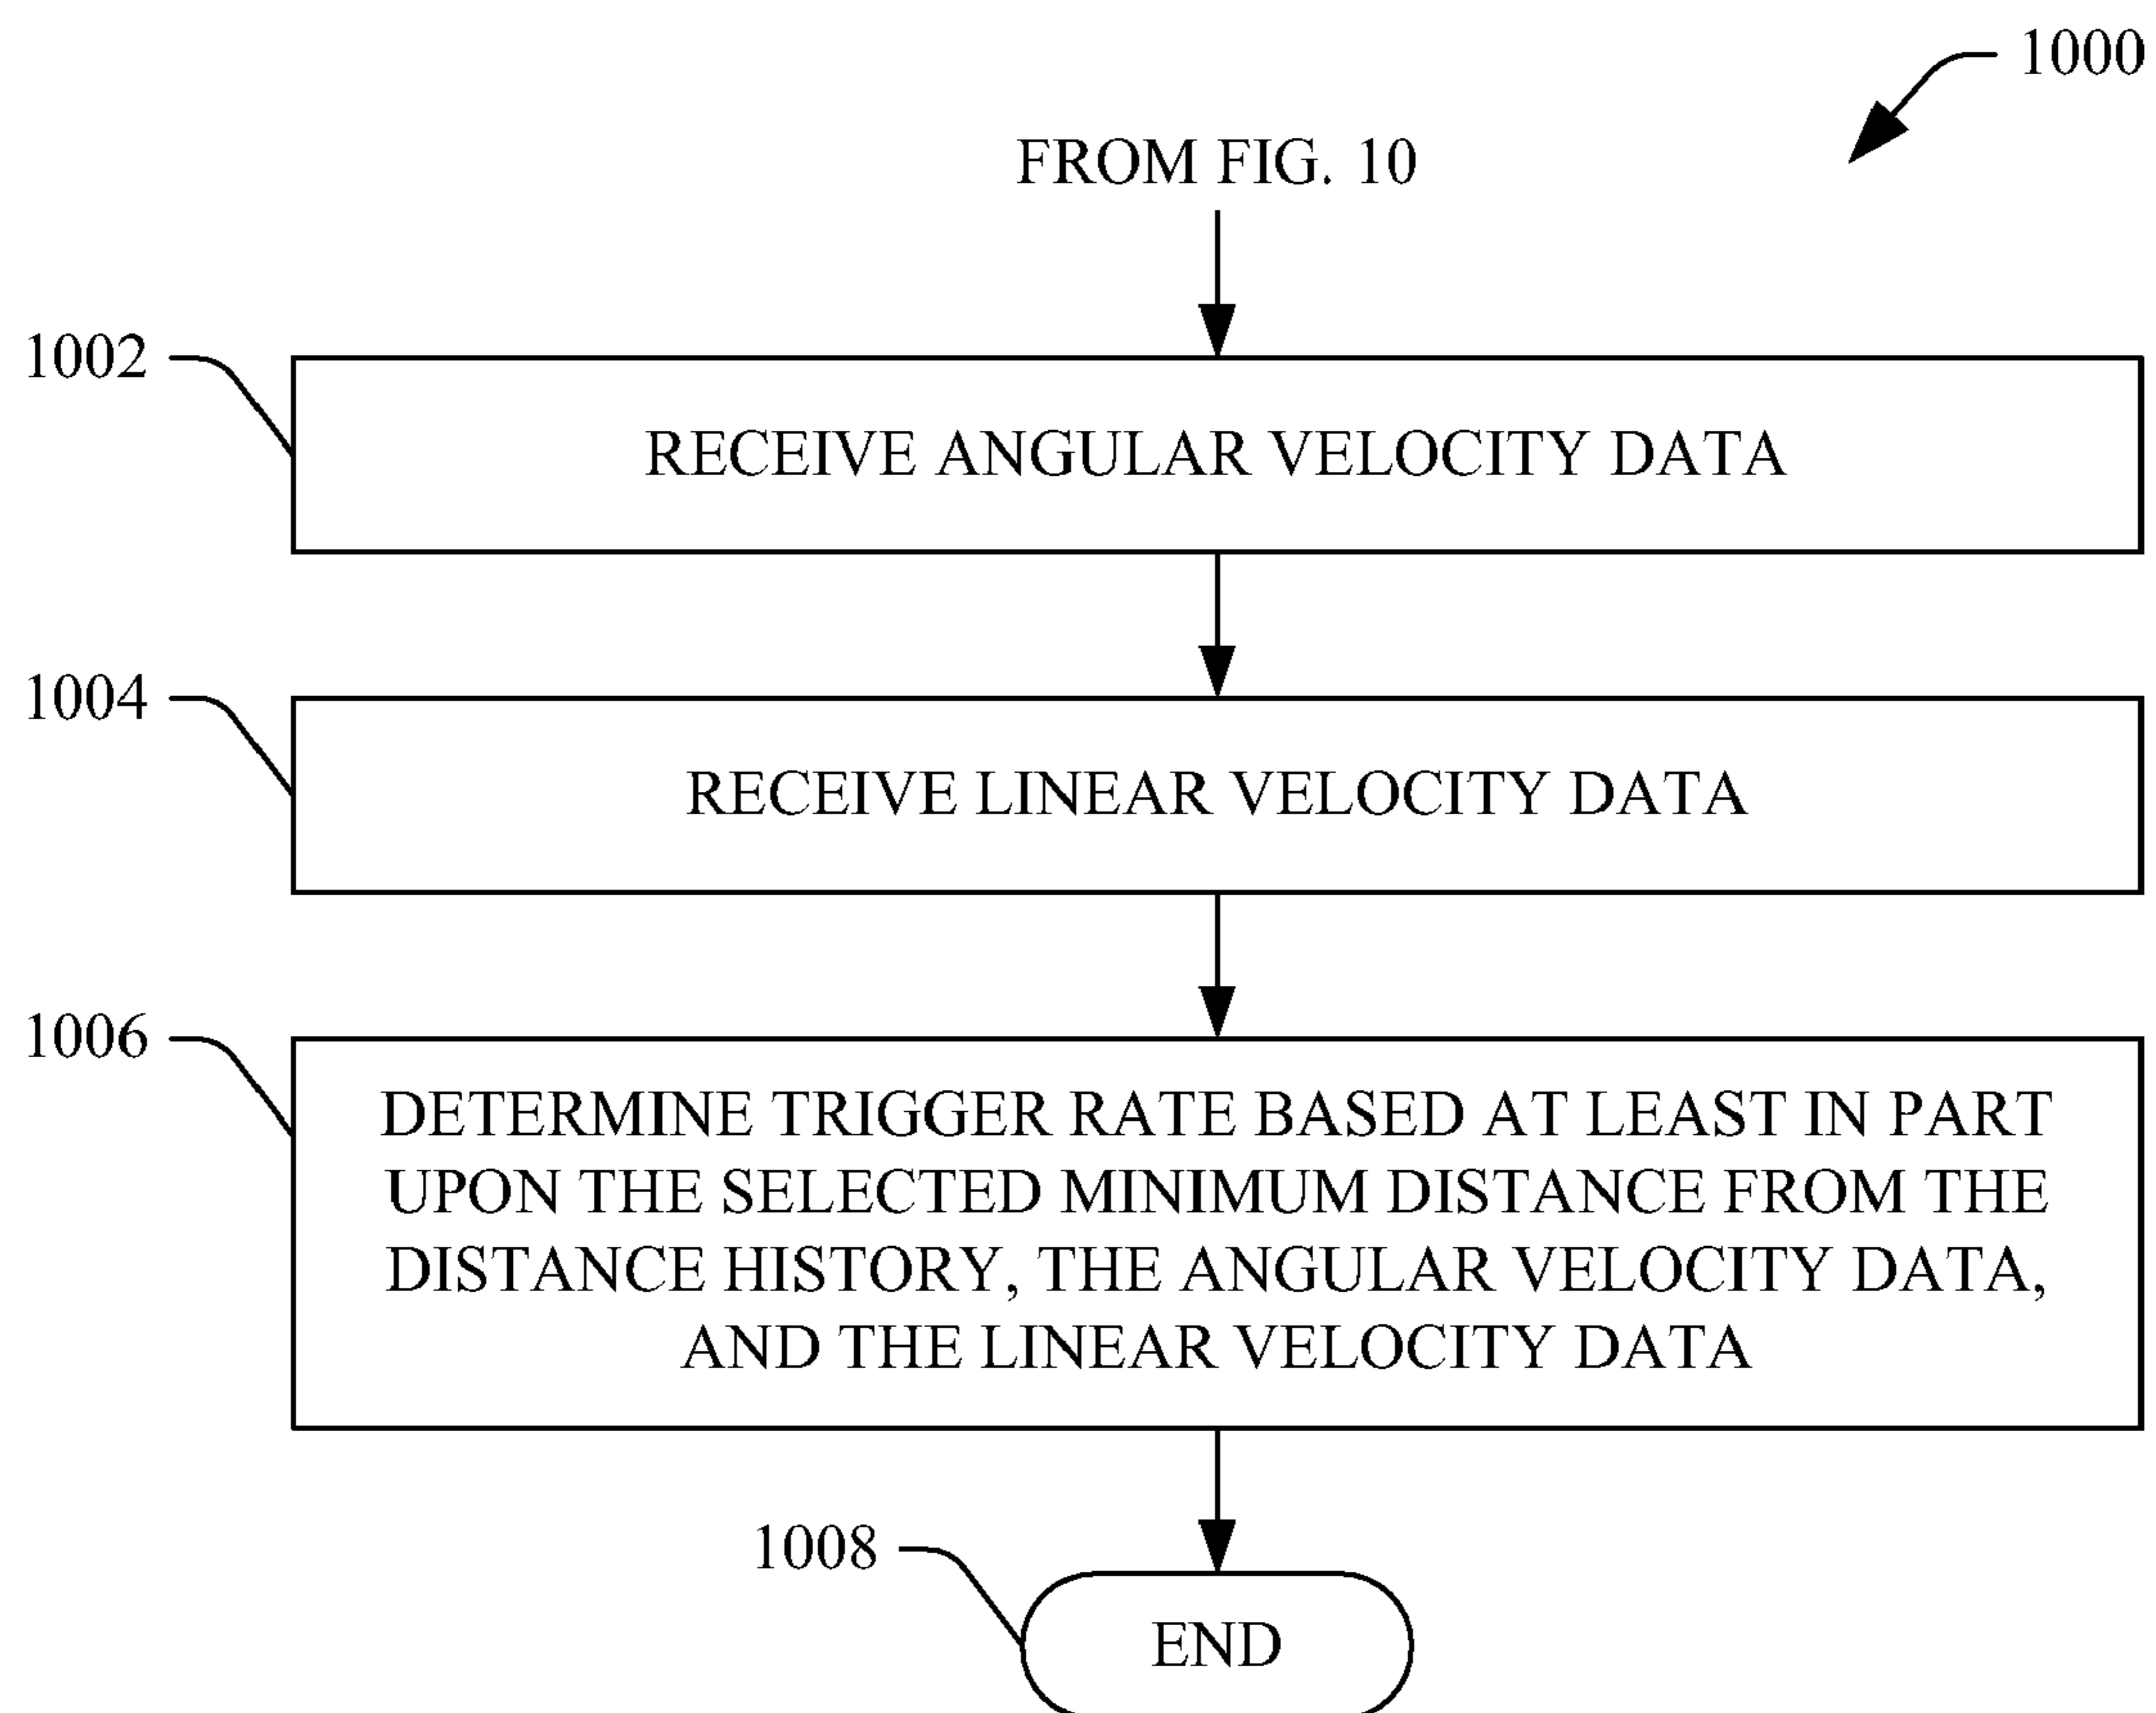 1000
FROM FIG. 10
1002
RECEIVE ANGULAR VELOCITY DATA
1004
RECEIVE LINEAR VELOCITY DATA
1006
DETERMINE TRIGGER RATE BASED AT LEAST IN PART
UPON THE SELECTED MINIMUM DISTANCE FROM THE
DISTANCE HISTORY, THE ANGULAR VELOCITY DATA,
AND THE LINEAR VELOCITY DATA
1008
END